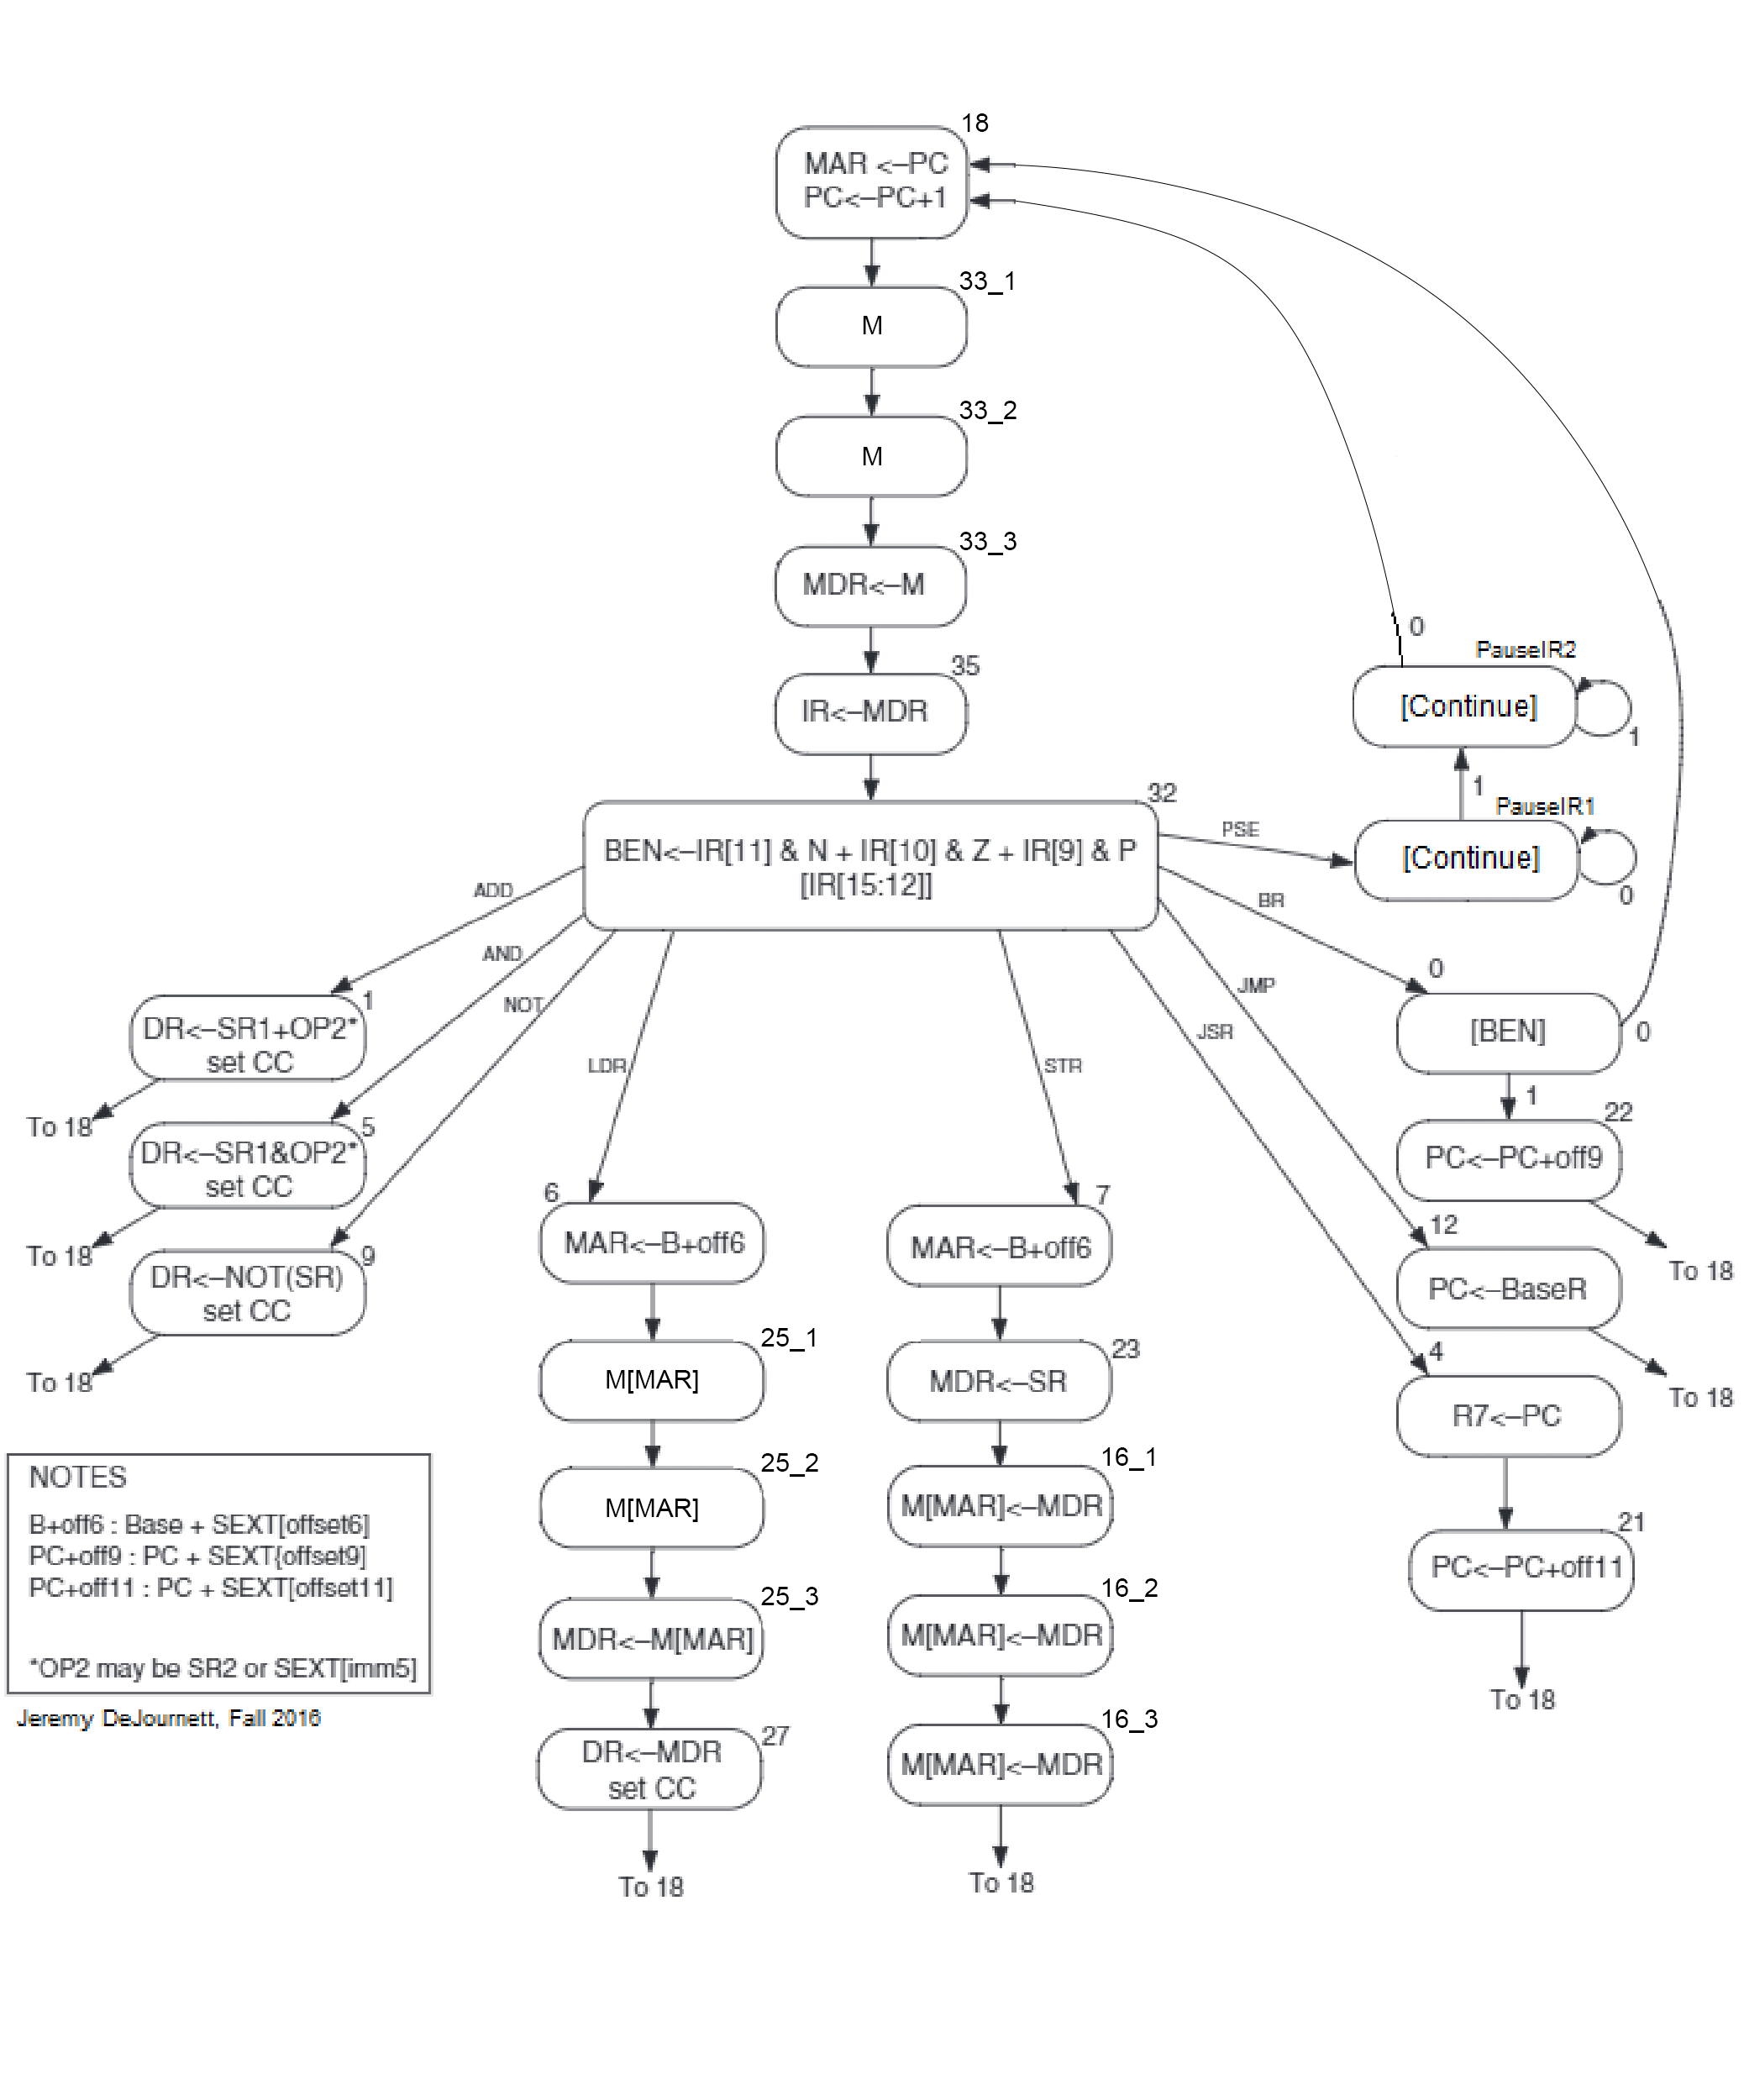 18
MAR <–PC
PC<–PC+1
33_1
M
33_2
M
33_3
MDR<–M
35
IR<–MDR
32
BEN<–IR[11] & N + IR[10] & Z + IR[9] & P
[IR[15:12]]
0
PauseIR2
[Continue]
1
1
PauseIR1
[Continue]
0
PSE
BR
JMP
JSR
ADD
AND
NOT
LDR
STR
1
DR<–SR1+OP2*
set CC
To 18
5
DR<–SR1&OP2*
set CC
To 18
9
DR<–NOT(SR)
set CC
To 18
6
MAR<–B+off6
25_1
M[MAR]
25_2
M[MAR]
25_3
MDR<–M[MAR]
27
DR<–MDR
set CC
To 18
7
MAR<–B+off6
23
MDR<–SR
16_1
M[MAR]<–MDR
16_2
M[MAR]<–MDR
16_3
M[MAR]<–MDR
To 18
0
[BEN]
0
1
22
PC<–PC+off9
To 18
12
PC<–BaseR
To 18
4
R7<–PC
21
PC<–PC+off11
To 18
NOTES
B+off6 : Base + SEXT[offset6]
PC+off9 : PC + SEXT{offset9]
PC+off11 : PC + SEXT[offset11]
*OP2 may be SR2 or SEXT[imm5]
Jeremy DeJournett, Fall 2016